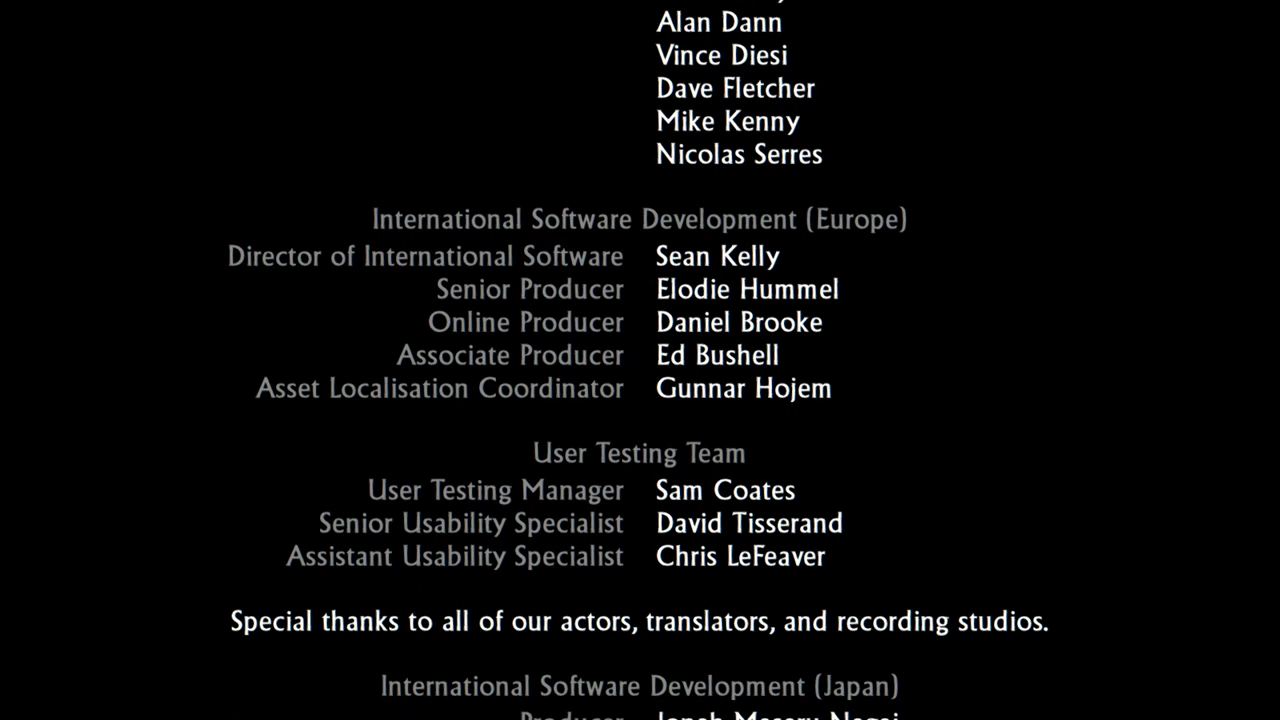 Alan Dann
Vince Diesi
Dave Fletcher
Mike Kenny
Nicolas Serres
International Software Development (Europe)
Director of International Software Sean Kelly
Senior Producer Elodie Hummel
Online Producer Daniel Brooke
Associate Producer Ed Bushell
Asset Localisation Coordinator Gunnar Hojem
User Testing Team
User Testing Manager Sam Coates
Senior Usability Specialist David Tisserand
Assistant Usability Specialist Chris LeFeaver
Special thanks to all of our actors, translators, and recording studios.
International Software Development (Japan)
Producer